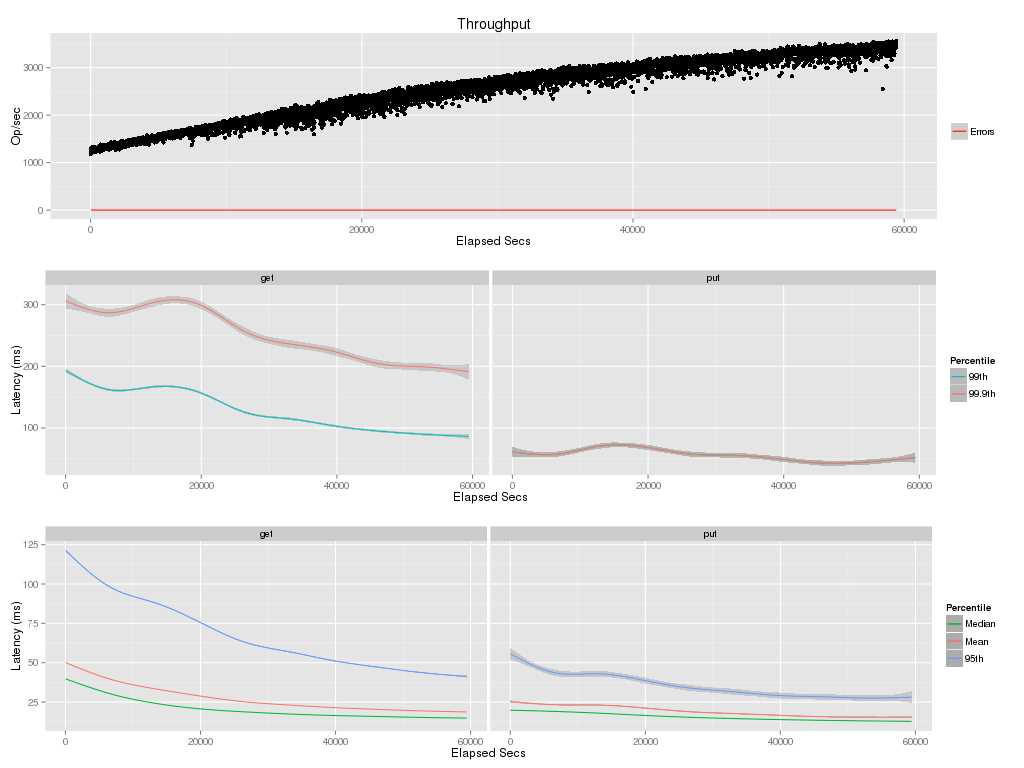 Throughput
Op/sec
3000
2000
1000
0
0 20000 40000 60000
Elapsed Secs
Errors
get put
Latency (ms)
300
200
100
0 20000 40000 60000 0 20000 40000 60000
Elapsed Secs
Percentile
99th
99.9th
get put
Latency (ms)
125
100
75
50
25
0 20000 40000 60000 0 20000 40000 60000
Elapsed Secs
Percentile
Median
Mean
95th